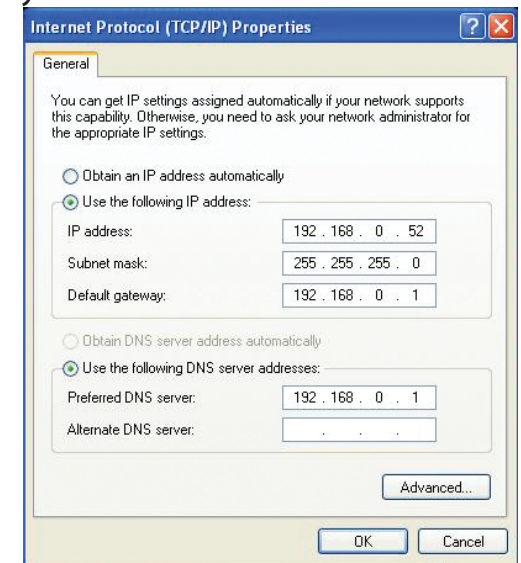 y
Internet Protocol (TCP/IP) Properties
General
You can get IP settings assigned automatically if your network supports
this capability. Otherwise, you need to ask your network administrator for
the appropriate IP settings.
Obtain an IP address automatically
Use the following IP address:
IP address: 192 . 168 . 0 . 52
Subnet mask: 255 . 255 . 255 . 0
Default gateway: 192 . 168 . 0 . 1
Obtain DNS server address automatically
Use the following DNS server addresses:
Preferred DNS server: 192 . 168 . 0 . 1
Alternate DNS server: . . .
Advanced...
OK Cancel